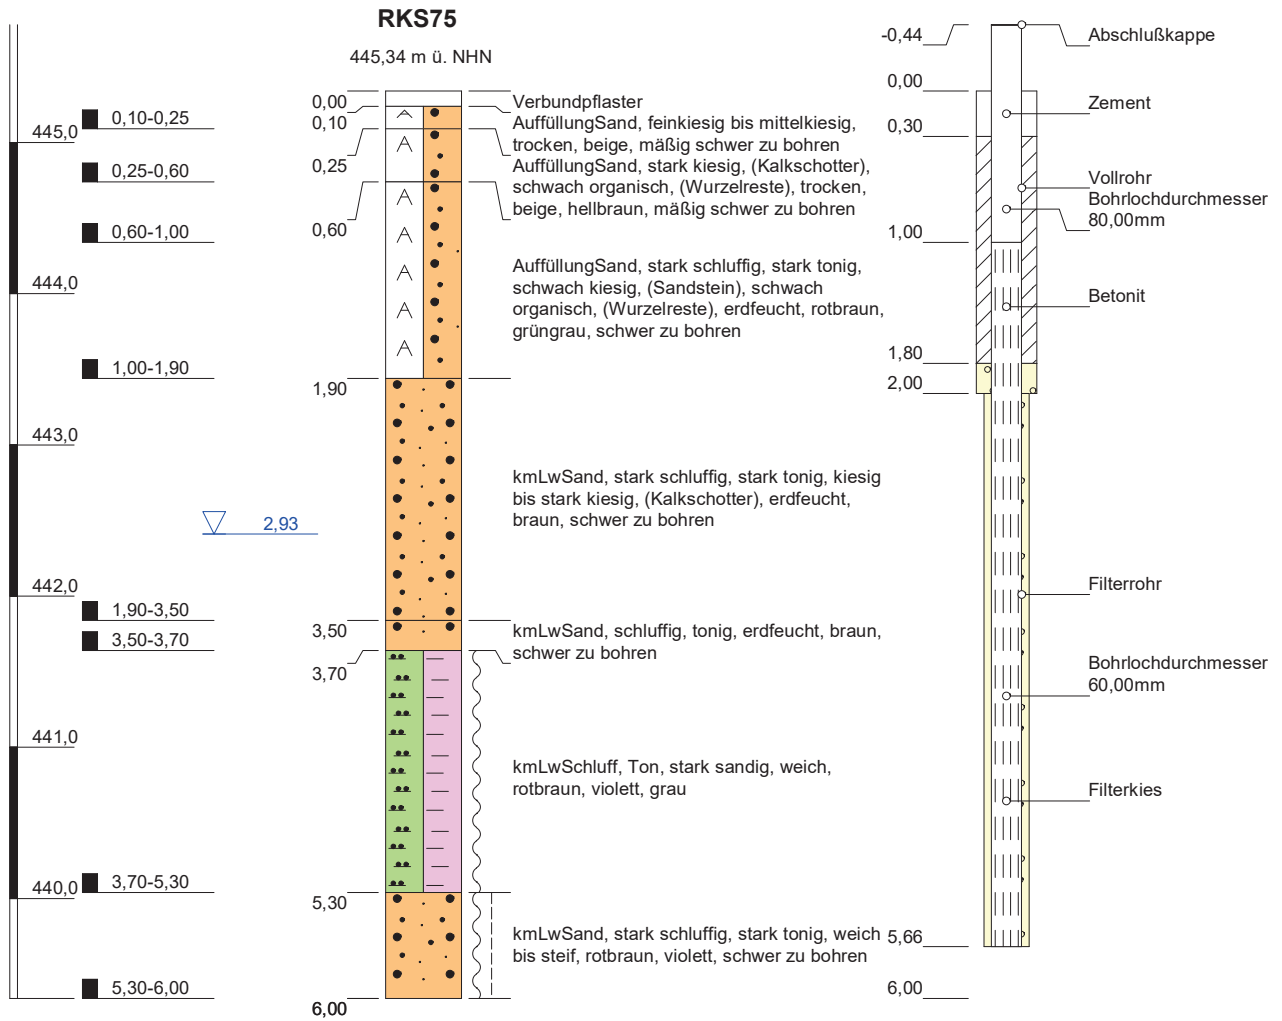 RKS75
445,34 m ü. NHN
445,0
444,0
443,0
442,0
441,0
440,0
0,10-0,25
0,25-0,60
0,60-1,00
1,00-1,90
1,90-3,50
3,50-3,70
3,70-5,30
5,30-6,00
2,93
0,00
0,10
0,25
0,60
1,90
3,50
3,70
5,30
6,00
Verbundpflaster
AuffüllungSand, feinkiesig bis mittelkiesig,
trocken, beige, mäßig schwer zu bohren
AuffüllungSand, stark kiesig, (Kalkschotter),
schwach organisch, (Wurzelreste), trocken,
beige, hellbraun, mäßig schwer zu bohren
AuffüllungSand, stark schluffig, stark tonig,
schwach kiesig, (Sandstein), schwach
organisch, (Wurzelreste), erdfeucht, rotbraun,
grüngrau, schwer zu bohren
kmLwSand, stark schluffig, stark tonig, kiesig
bis stark kiesig, (Kalkschotter), erdfeucht,
braun, schwer zu bohren
kmLwSand, schluffig, tonig, erdfeucht, braun,
schwer zu bohren
kmLwSchluff, Ton, stark sandig, weich,
rotbraun, violett, grau
kmLwSand, stark schluffig, stark tonig, weich
bis steif, rotbraun, violett, schwer zu bohren
-0,44
0,00
0,30
1,00
1,80
2,00
5,66
6,00
Abschlußkappe
Zement
Vollrohr
Bohrlochdurchmesser
80,00mm
Betonit
Filterrohr
Bohrlochdurchmesser
60,00mm
Filterkies